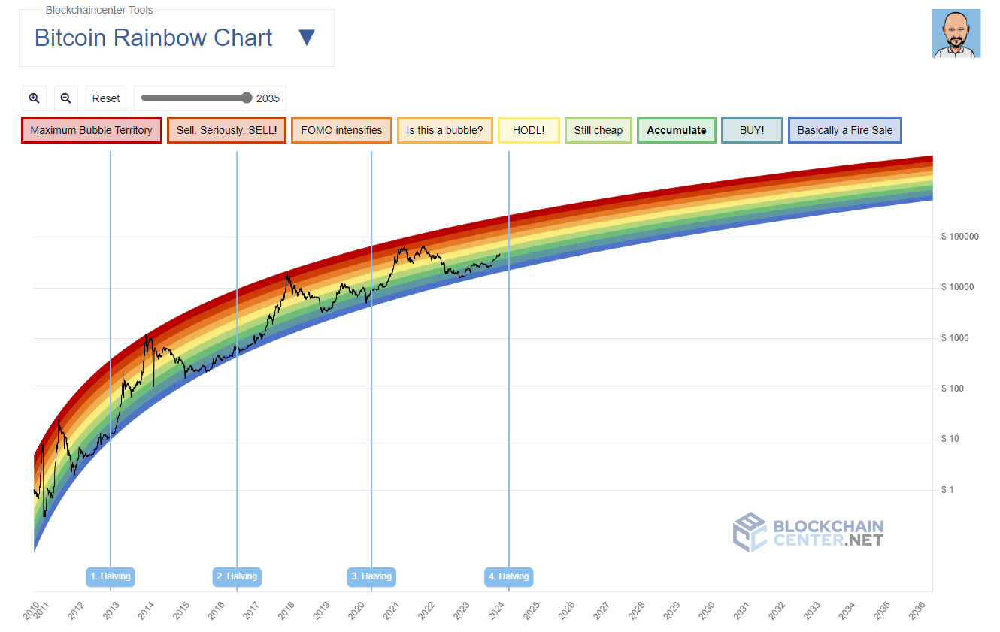 Blockchaincenter Tools
Bitcoin Rainbow Chart ▼
Reset 2035
Maximum Bubble Territory Sell. Seriously, SELL! FOMO intensifies Is this a bubble? HODL! Still cheap Accumulate BUY! Basically a Fire Sale
$ 100000
$ 10000
$ 1000
$ 100
$ 10
$ 1
BLOCKCHAIN
CENTER.NET
1. Halving 2. Halving 3. Halving 4. Halving
2010 2011 2012 2013 2014 2015 2016 2017 2018 2019 2020 2021 2022 2023 2024 2025 2026 2027 2028 2029 2030 2031 2032 2033 2034 2035 2036